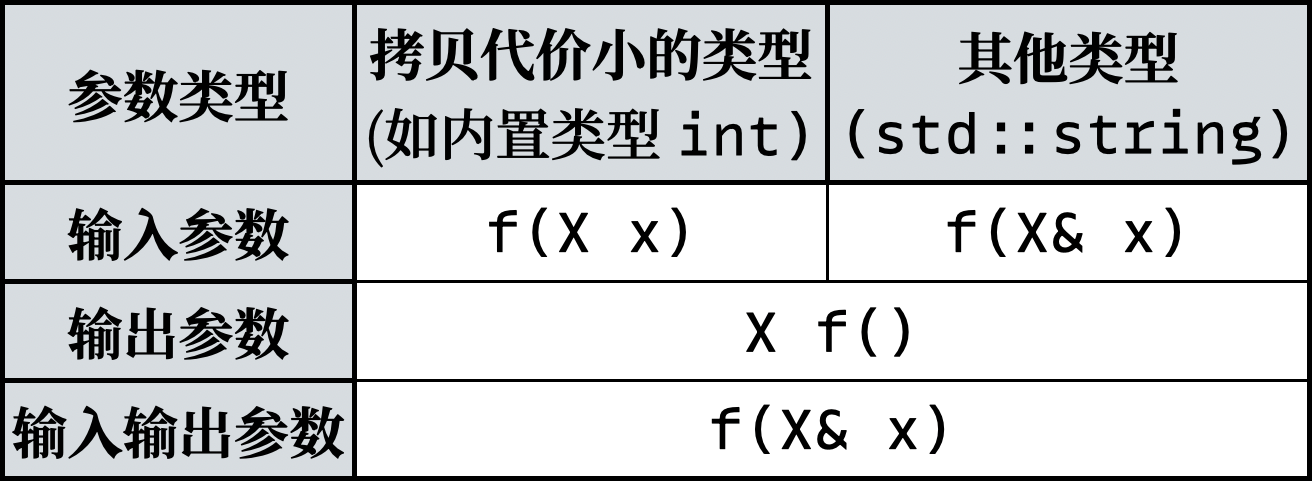 参数类型
拷贝代价小的类型
(如内置类型 int)
其他类型
(std::string)
输入参数
f(X x)
f(X& x)
输出参数
X f()
输入输出参数
f(X& x)